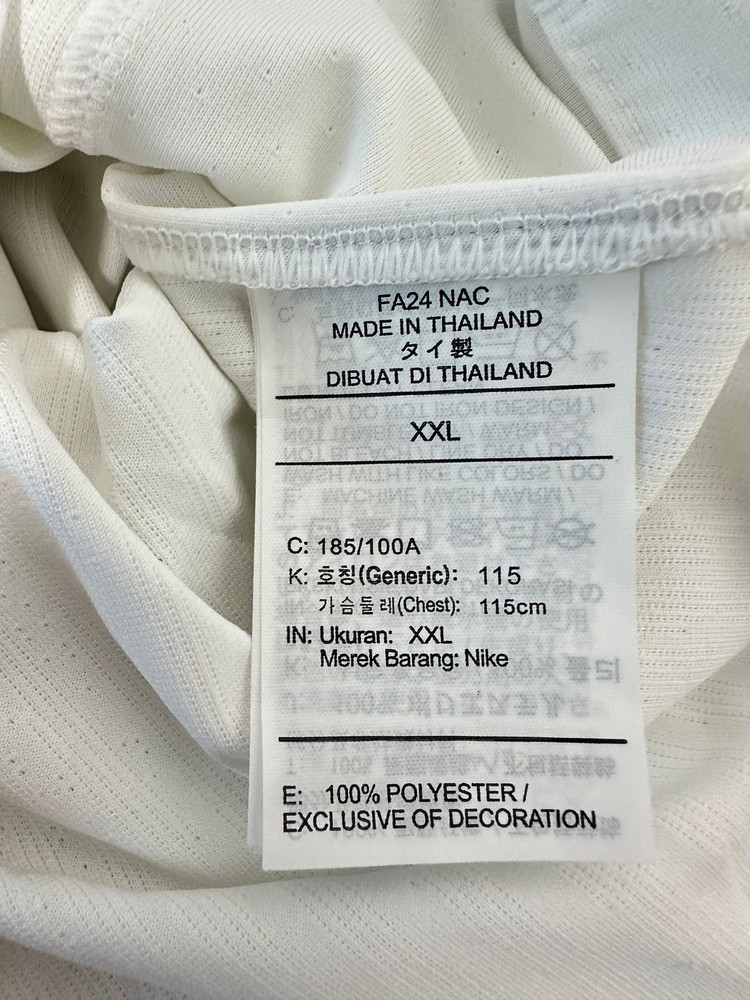 FA24 NAC
MADE IN THAILAND
タイ製
DIBUAT DI THAILAND
XXL
C: 185/100A
K: 호칭(Generic): 115
가슴둘레(Chest): 115cm
IN: Ukuran: XXL
Merek Barang: Nike
E: 100% POLYESTER /
EXCLUSIVE OF DECORATION